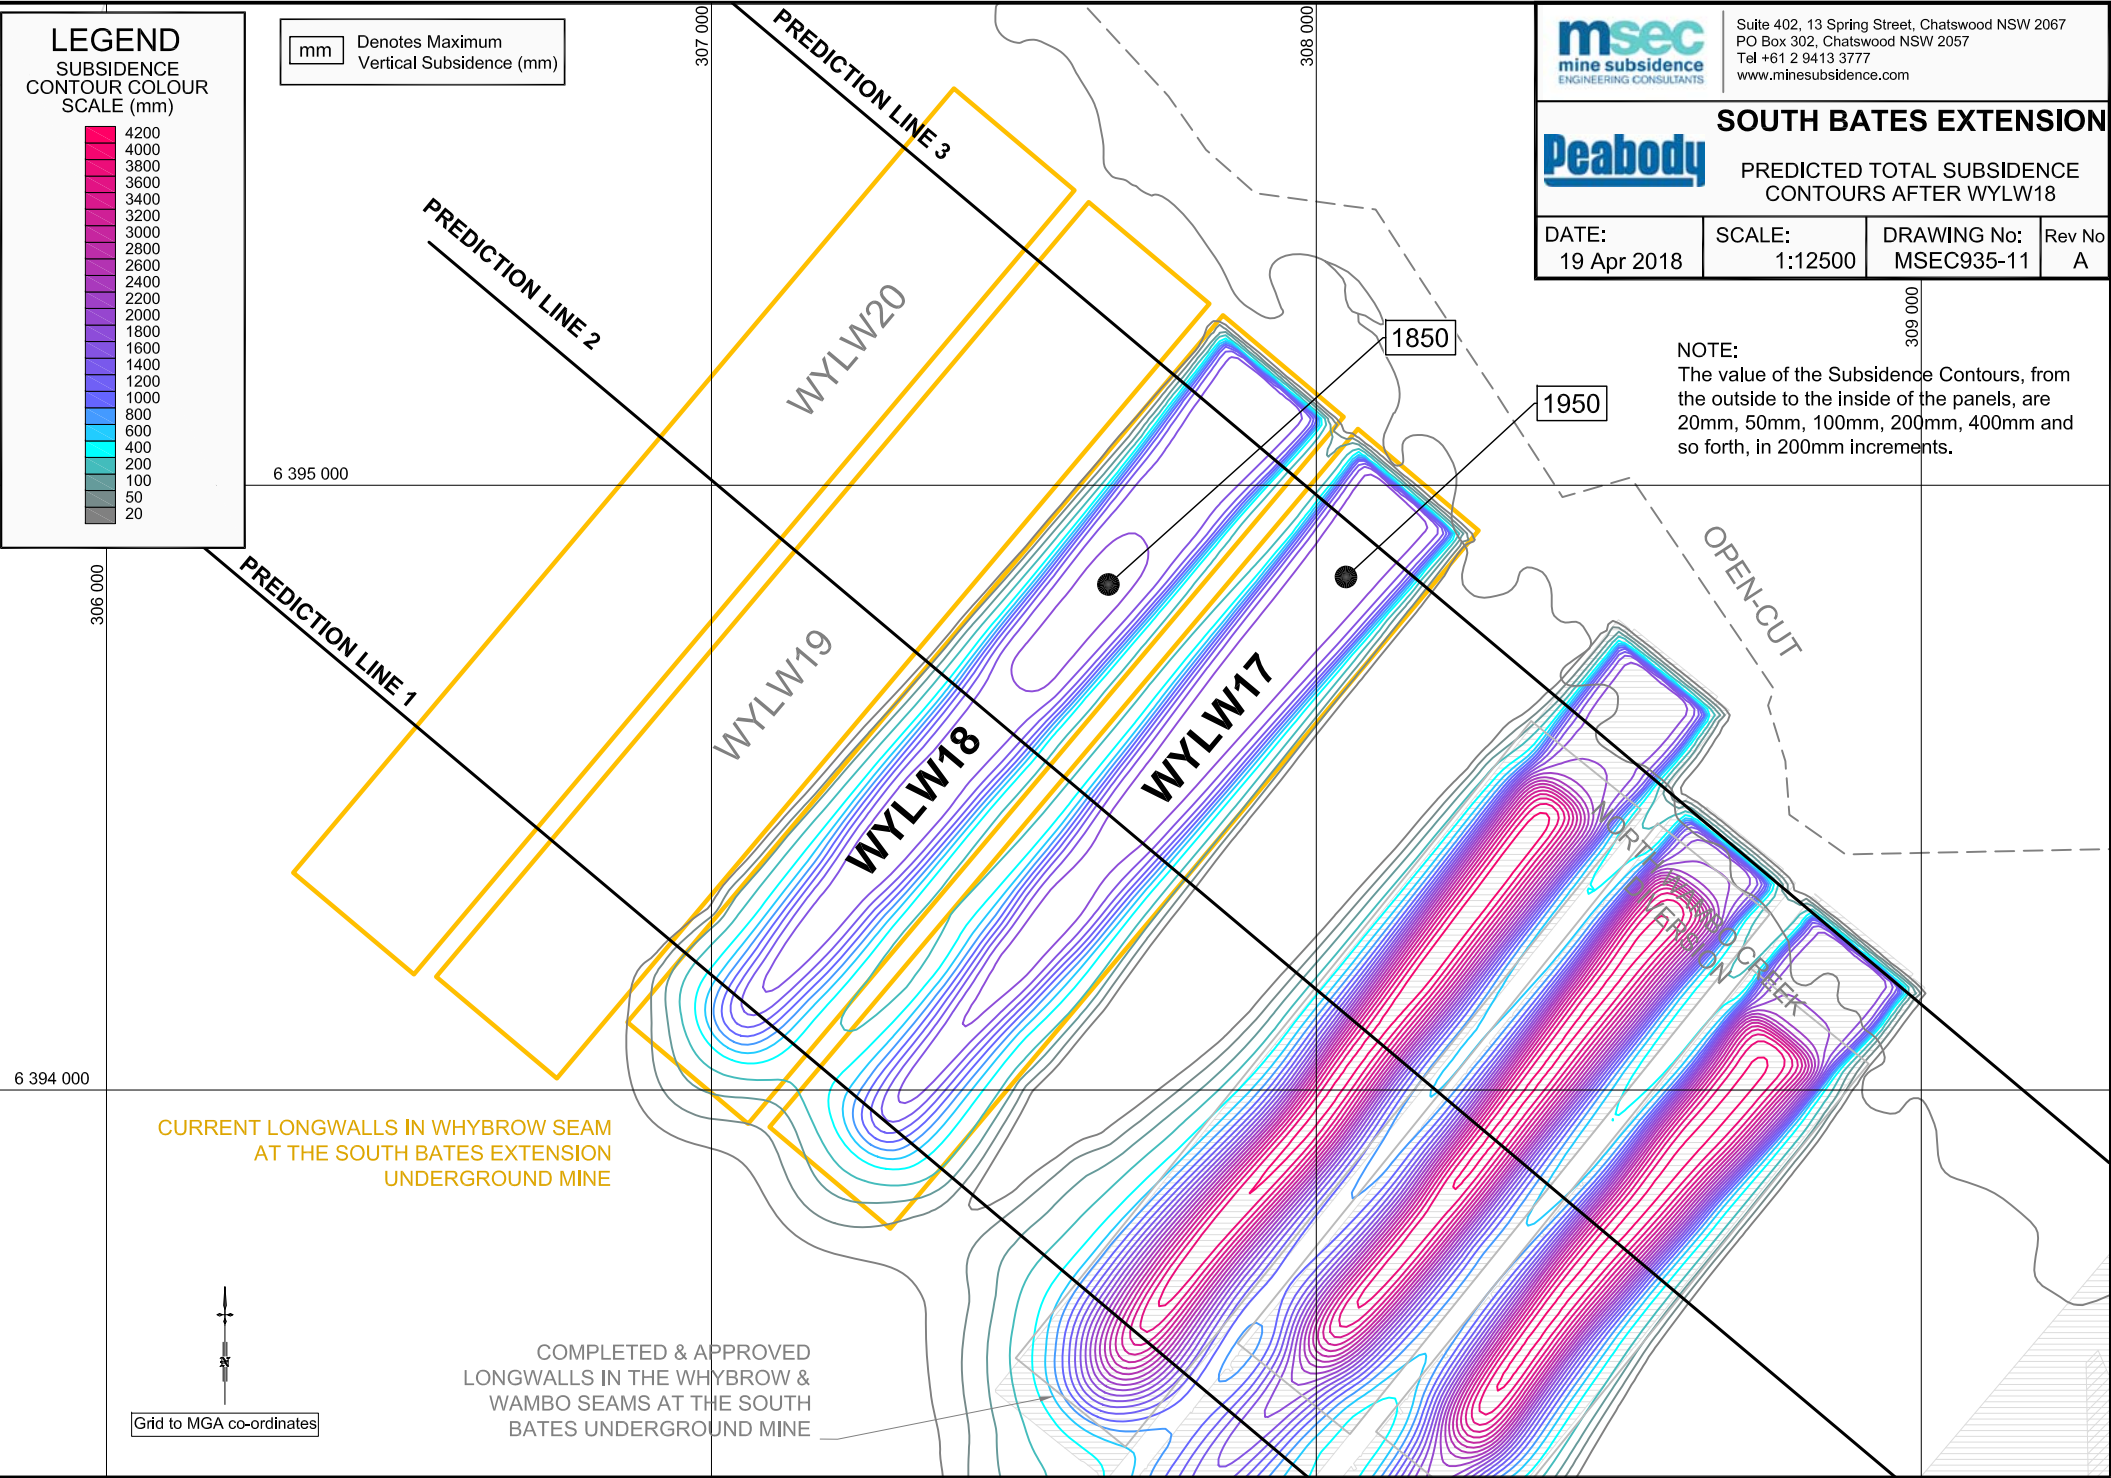 LEGEND
SUBSIDENCE
CONTOUR COLOUR
SCALE (mm)
4200
4000
3800
3600
3400
3200
3000
2800
2600
2400
2200
2000
1800
1600
1400
1200
1000
800
600
400
200
100
50
20
mm
Denotes Maximum
Vertical Subsidence (mm)
307 000
308 000
PREDICTION LINE 3
msec
mine subsidence
ENGINEERING CONSULTANTS
Suite 402, 13 Spring Street, Chatswood NSW 2067
PO Box 302, Chatswood NSW 2057
Tel +61 2 9413 3777
www.minesubsidence.com
Peabody
SOUTH BATES EXTENSION
PREDICTED TOTAL SUBSIDENCE
CONTOURS AFTER WYLW18
DATE:
19 Apr 2018
SCALE:
1:12500
DRAWING No:
MSEC935-11
Rev No
A
309 000
NOTE:
The value of the Subsidence Contours, from
the outside to the inside of the panels, are
20mm, 50mm, 100mm, 200mm, 400mm and
so forth, in 200mm increments.
PREDICTION LINE 2
WYLW20
1850
1950
6 395 000
306 000
PREDICTION LINE 1
OPEN-CUT
WYLW19
WYLW18
WYLW17
NORTH WAMBO CREEK
DIVERSION
6 394 000
CURRENT LONGWALLS IN WHYBROW SEAM
AT THE SOUTH BATES EXTENSION
UNDERGROUND MINE
COMPLETED & APPROVED
LONGWALLS IN THE WHYBROW &
WAMBO SEAMS AT THE SOUTH
BATES UNDERGROUND MINE
N
Grid to MGA co-ordinates